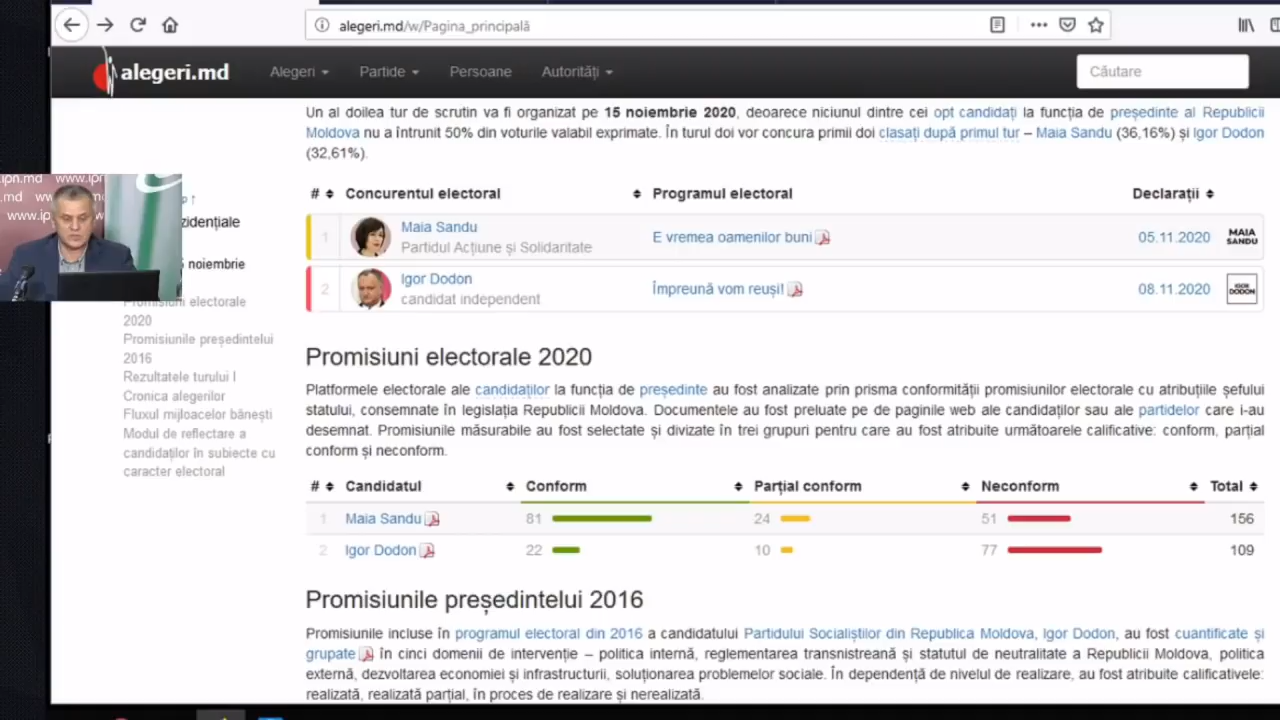 alegeri.md/w/Pagina_principală
alegeri.md Alegeri Partide Persoane Autorități Căutare
Un al doilea tur de scrutin va fi organizat pe 15 noiembrie 2020, deoarece niciunul dintre cei opt candidați la funcția de președinte al Republicii
Moldova nu a întrunit 50% din voturile valabil exprimate. În turul doi vor concura primii doi clasați după primul tur – Maia Sandu (36,16%) și Igor Dodon
(32,61%).
www.ipn.md
www.ipn.md
# Concurentul electoral Programul electoral Declarații
1 Maia Sandu E vremea oamenilor buni 05.11.2020 MAIA SANDU
Partidul Acțiune și Solidaritate
2 Igor Dodon Împreună vom reuși! 08.11.2020 IGOR DODON
candidat independent
zidențiale
noiembrie
Promisiuni electorale
2020
Promisiunile președintelui
2016
Rezultatele turului I
Cronica alegerilor
Fluxul mijloacelor bănești
Modul de reflectare a
candidaților în subiecte cu
caracter electoral
Promisiuni electorale 2020
Platformele electorale ale candidaților la funcția de președinte au fost analizate prin prisma conformității promisiunilor electorale cu atribuțiile șefului
statului, consemnate în legislația Republicii Moldova. Documentele au fost preluate pe de paginile web ale candidaților sau ale partidelor care i-au
desemnat. Promisiunile măsurabile au fost selectate și divizate în trei grupuri pentru care au fost atribuite următoarele calificative: conform, parțial
conform și neconform.
# Candidatul Conform Parțial conform Neconform Total
1 Maia Sandu 81 24 51 156
2 Igor Dodon 22 10 77 109
Promisiunile președintelui 2016
Promisiunile incluse în programul electoral din 2016 a candidatului Partidului Socialiștilor din Republica Moldova, Igor Dodon, au fost cuantificate și
grupate în cinci domenii de intervenție – politica internă, reglementarea transnistreană și statutul de neutralitate a Republicii Moldova, politica
externă, dezvoltarea economiei și infrastructurii, soluționarea problemelor sociale. În dependență de nivelul de realizare, au fost atribuite calificativele:
realizată, realizată parțial, în proces de realizare și nerealizată.